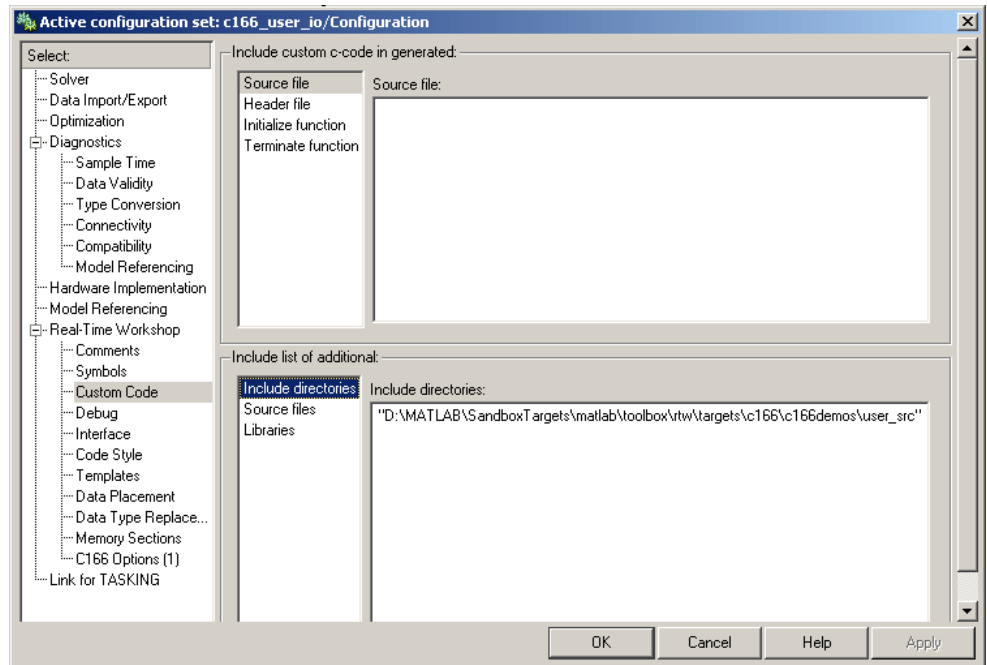 Active configuration set: c166_user_io/Configuration
Select:
Solver
Data Import/Export
Optimization
Diagnostics
Sample Time
Data Validity
Type Conversion
Connectivity
Compatibility
Model Referencing
Hardware Implementation
Model Referencing
Real-Time Workshop
Comments
Symbols
Custom Code
Debug
Interface
Code Style
Templates
Data Placement
Data Type Replace...
Memory Sections
C166 Options (1)
Link for TASKING
Include custom c-code in generated:
Source file
Header file
Initialize function
Terminate function
Source file:
Include list of additional:
Include directories
Source files
Libraries
Include directories:
"D:\MATLAB\SandboxTargets\matlab\toolbox\rtw\targets\c166\c166demos\user_src"
OK
Cancel
Help
Apply